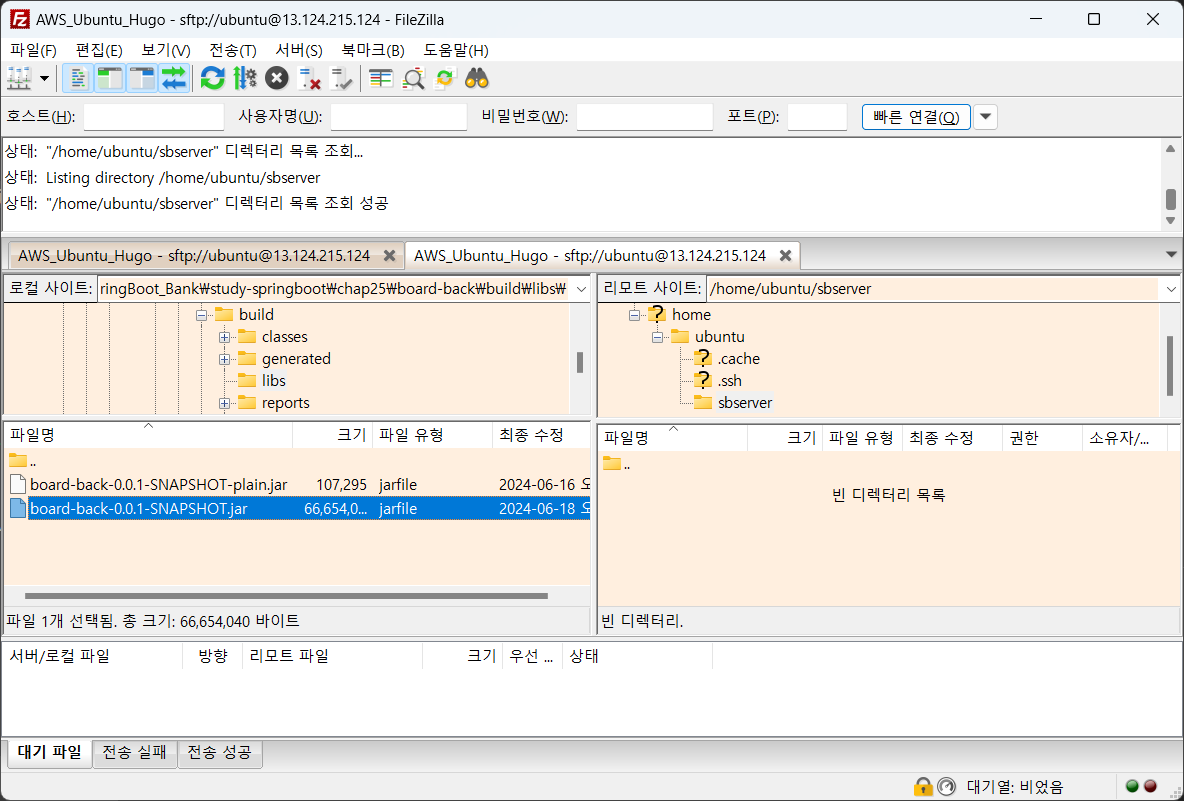 AWS_Ubuntu_Hugo - sftp://ubuntu@13.124.215.124 - FileZilla
파일(F) 편집(E) 보기(V) 전송(T) 서버(S) 북마크(B) 도움말(H)
호스트(H): 사용자명(U): 비밀번호(W): 포트(P): 빠른 연결(Q)
상태: "/home/ubuntu/sbserver" 디렉터리 목록 조회...
상태: Listing directory /home/ubuntu/sbserver
상태: "/home/ubuntu/sbserver" 디렉터리 목록 조회 성공
AWS_Ubuntu_Hugo - sftp://ubuntu@13.124.215.124 AWS_Ubuntu_Hugo - sftp://ubuntu@13.124.215.124
로컬 사이트: ringBoot_Bank₩study-springboot₩chap25₩board-back₩build₩libs₩
build
classes
generated
libs
reports
파일명 크기 파일 유형 최종 수정
..
board-back-0.0.1-SNAPSHOT-plain.jar 107,295 jarfile 2024-06-16 오
board-back-0.0.1-SNAPSHOT.jar 66,654,0... jarfile 2024-06-18 오
파일 1개 선택됨. 총 크기: 66,654,040 바이트
리모트 사이트: /home/ubuntu/sbserver
? home
ubuntu
? .cache
? .ssh
sbserver
파일명 크기 파일 유형 최종 수정 권한 소유자/...
..
빈 디렉터리 목록
빈 디렉터리.
서버/로컬 파일 방향 리모트 파일 크기 우선 ... 상태
대기 파일 전송 실패 전송 성공
대기열: 비었음